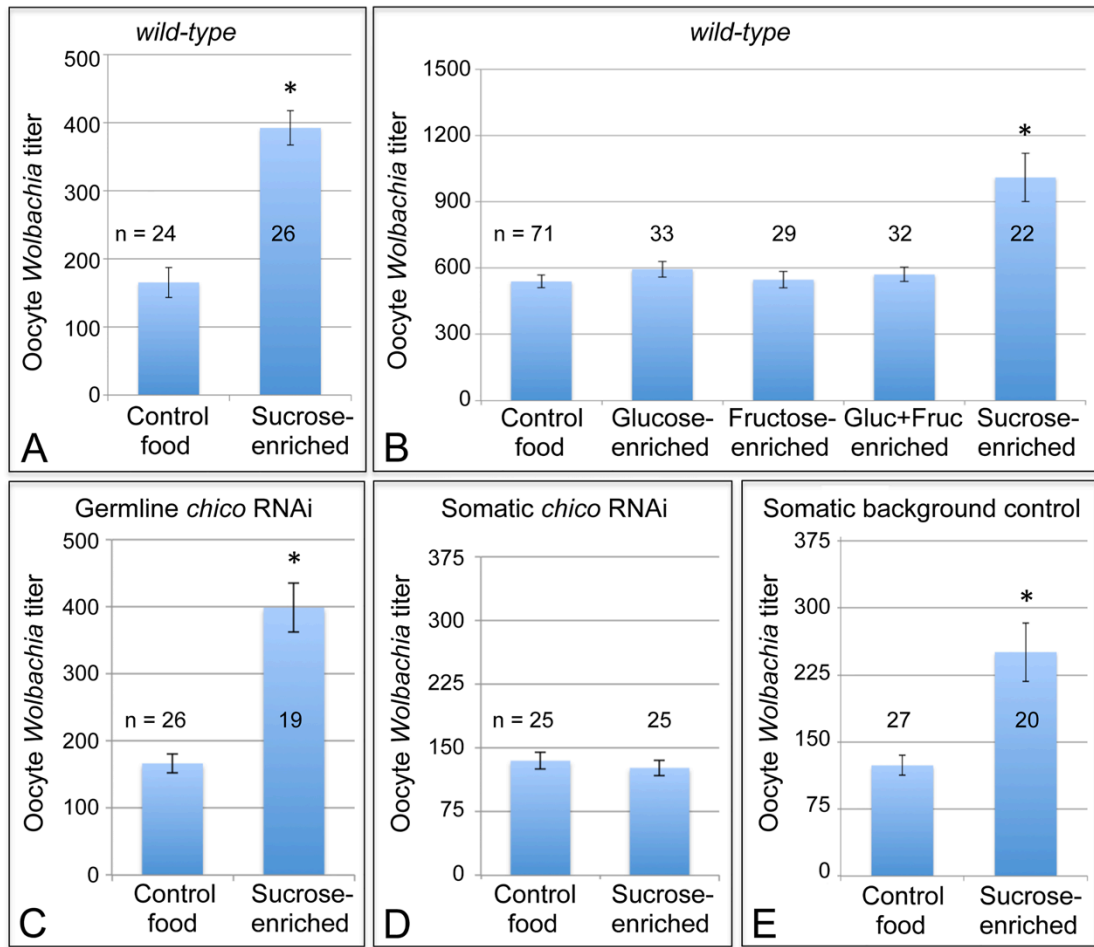 wild-type
Oocyte Wolbachia titer
500
400
300
200
100
0
*
n = 24
26
Control
food
Sucrose-
enriched
A
wild-type
Oocyte Wolbachia titer
1500
1200
900
600
300
0
*
n = 71
33
29
32
22
Control
food
Glucose-
enriched
Fructose-
enriched
Gluc+Fruc
enriched
Sucrose-
enriched
B
Germline chico RNAi
Oocyte Wolbachia titer
500
400
300
200
100
0
*
n = 26
19
Control
food
Sucrose-
enriched
C
Somatic chico RNAi
Oocyte Wolbachia titer
375
300
225
150
75
0
n = 25
25
Control
food
Sucrose-
enriched
D
Somatic background control
Oocyte Wolbachia titer
375
300
225
150
75
0
*
27
20
Control
food
Sucrose-
enriched
E